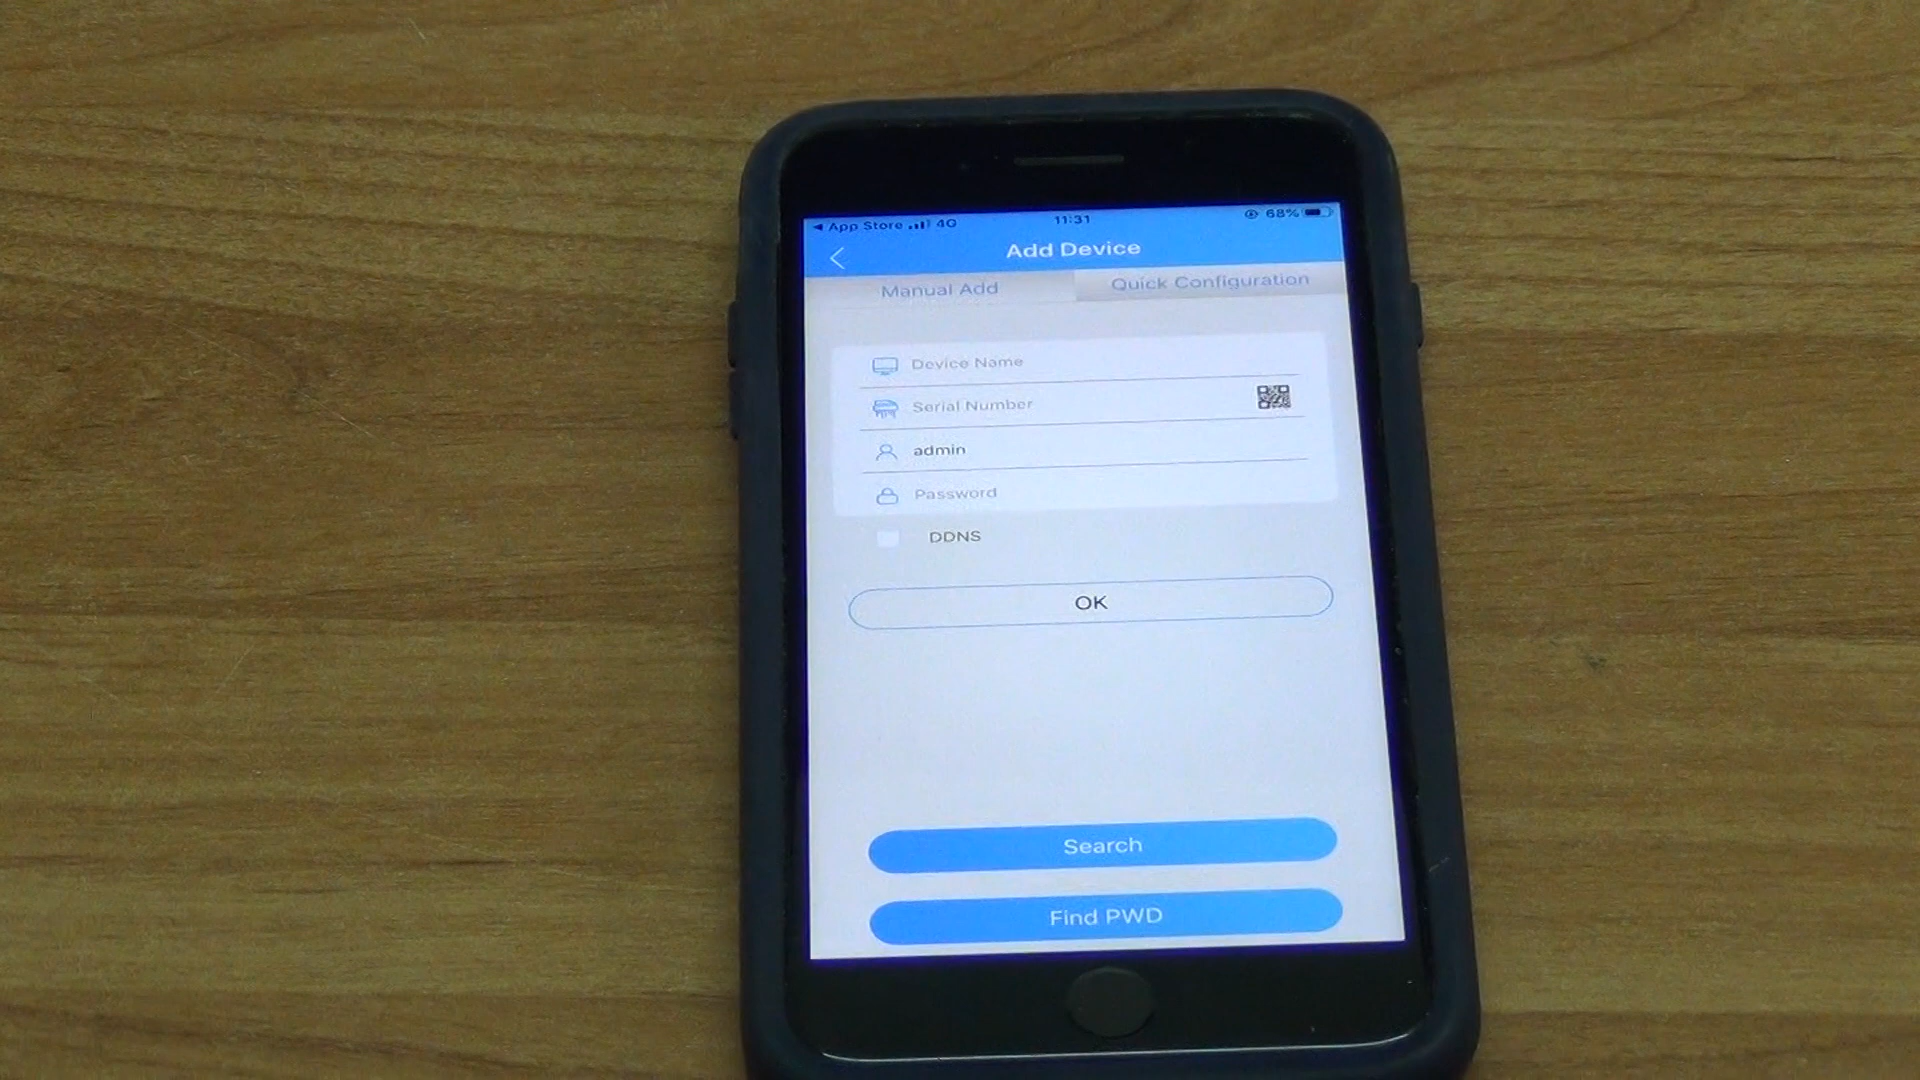 App Store 4G 11:31 68%
Add Device
Manual Add Quick Configuration
Device Name
Serial Number
admin
Password
DDNS
OK
Search
Find PWD